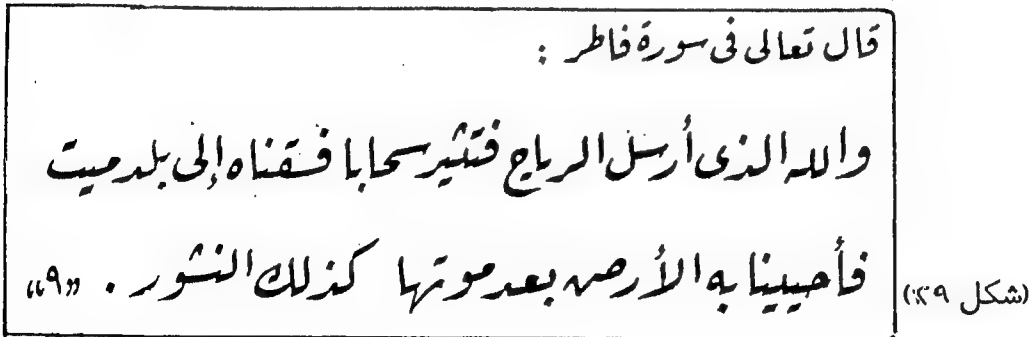 قال تعالى فى سورة فاطر :
والله الذى أرسل الرياح فتثير سحابا فسقناه إلى بلد ميت
فأحيينا به الأرض بعد موتها كذلك النشور . «٩»
(شكل